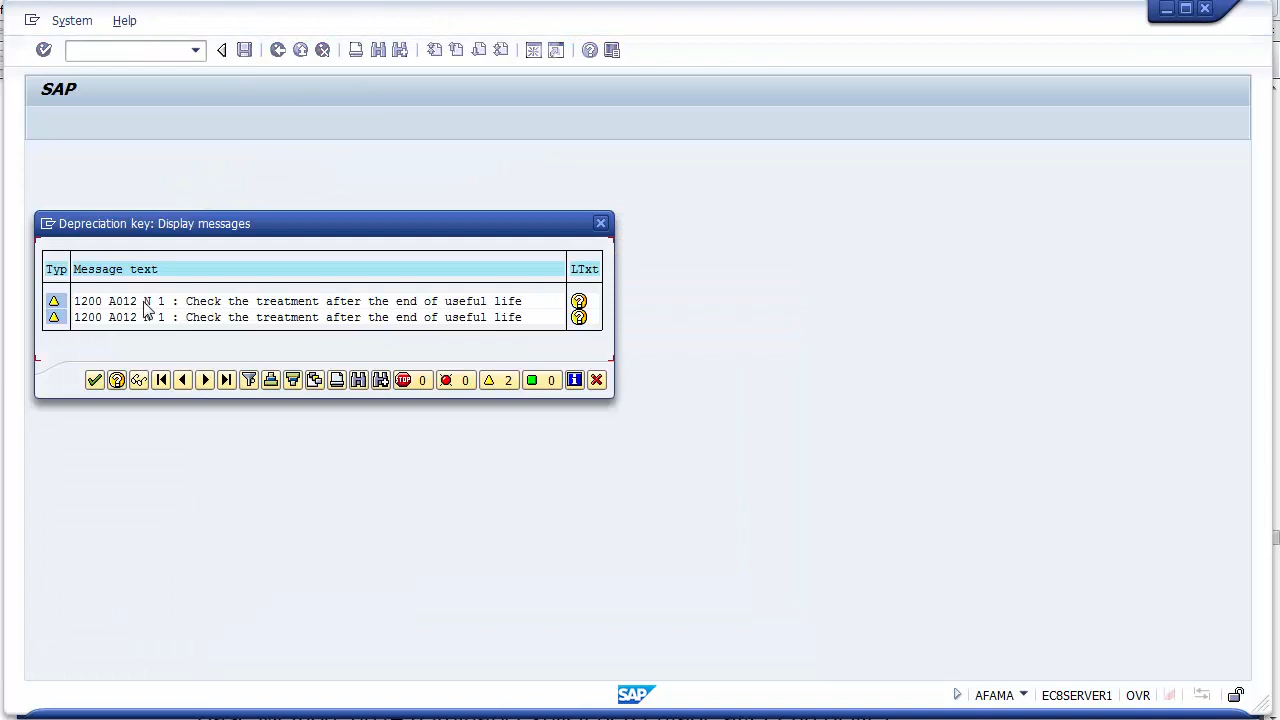 System Help
SAP
Depreciation key: Display messages
Typ Message text LTxt
1200 A012 N 1 : Check the treatment after the end of useful life
1200 A012 1 : Check the treatment after the end of useful life
STOP 0 0 2 0
SAP AFAMA EC8SERVER1 OVR